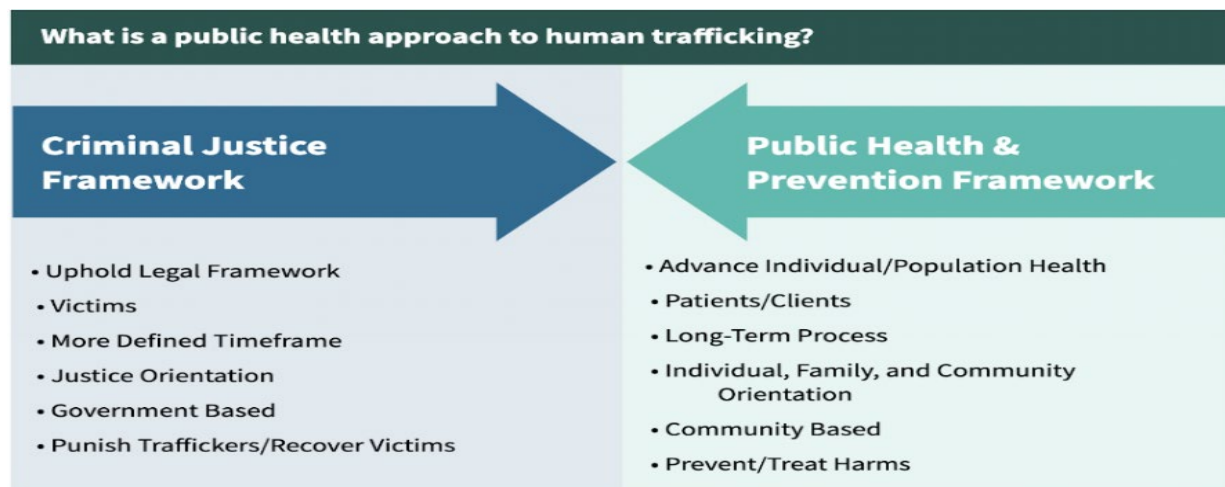 What is a public health approach to human trafficking?
Criminal Justice
Framework
• Uphold Legal Framework
• Victims
• More Defined Timeframe
• Justice Orientation
• Government Based
• Punish Traffickers/Recover Victims
Public Health &
Prevention Framework
• Advance Individual/Population Health
• Patients/Clients
• Long-Term Process
• Individual, Family, and Community
Orientation
• Community Based
• Prevent/Treat Harms